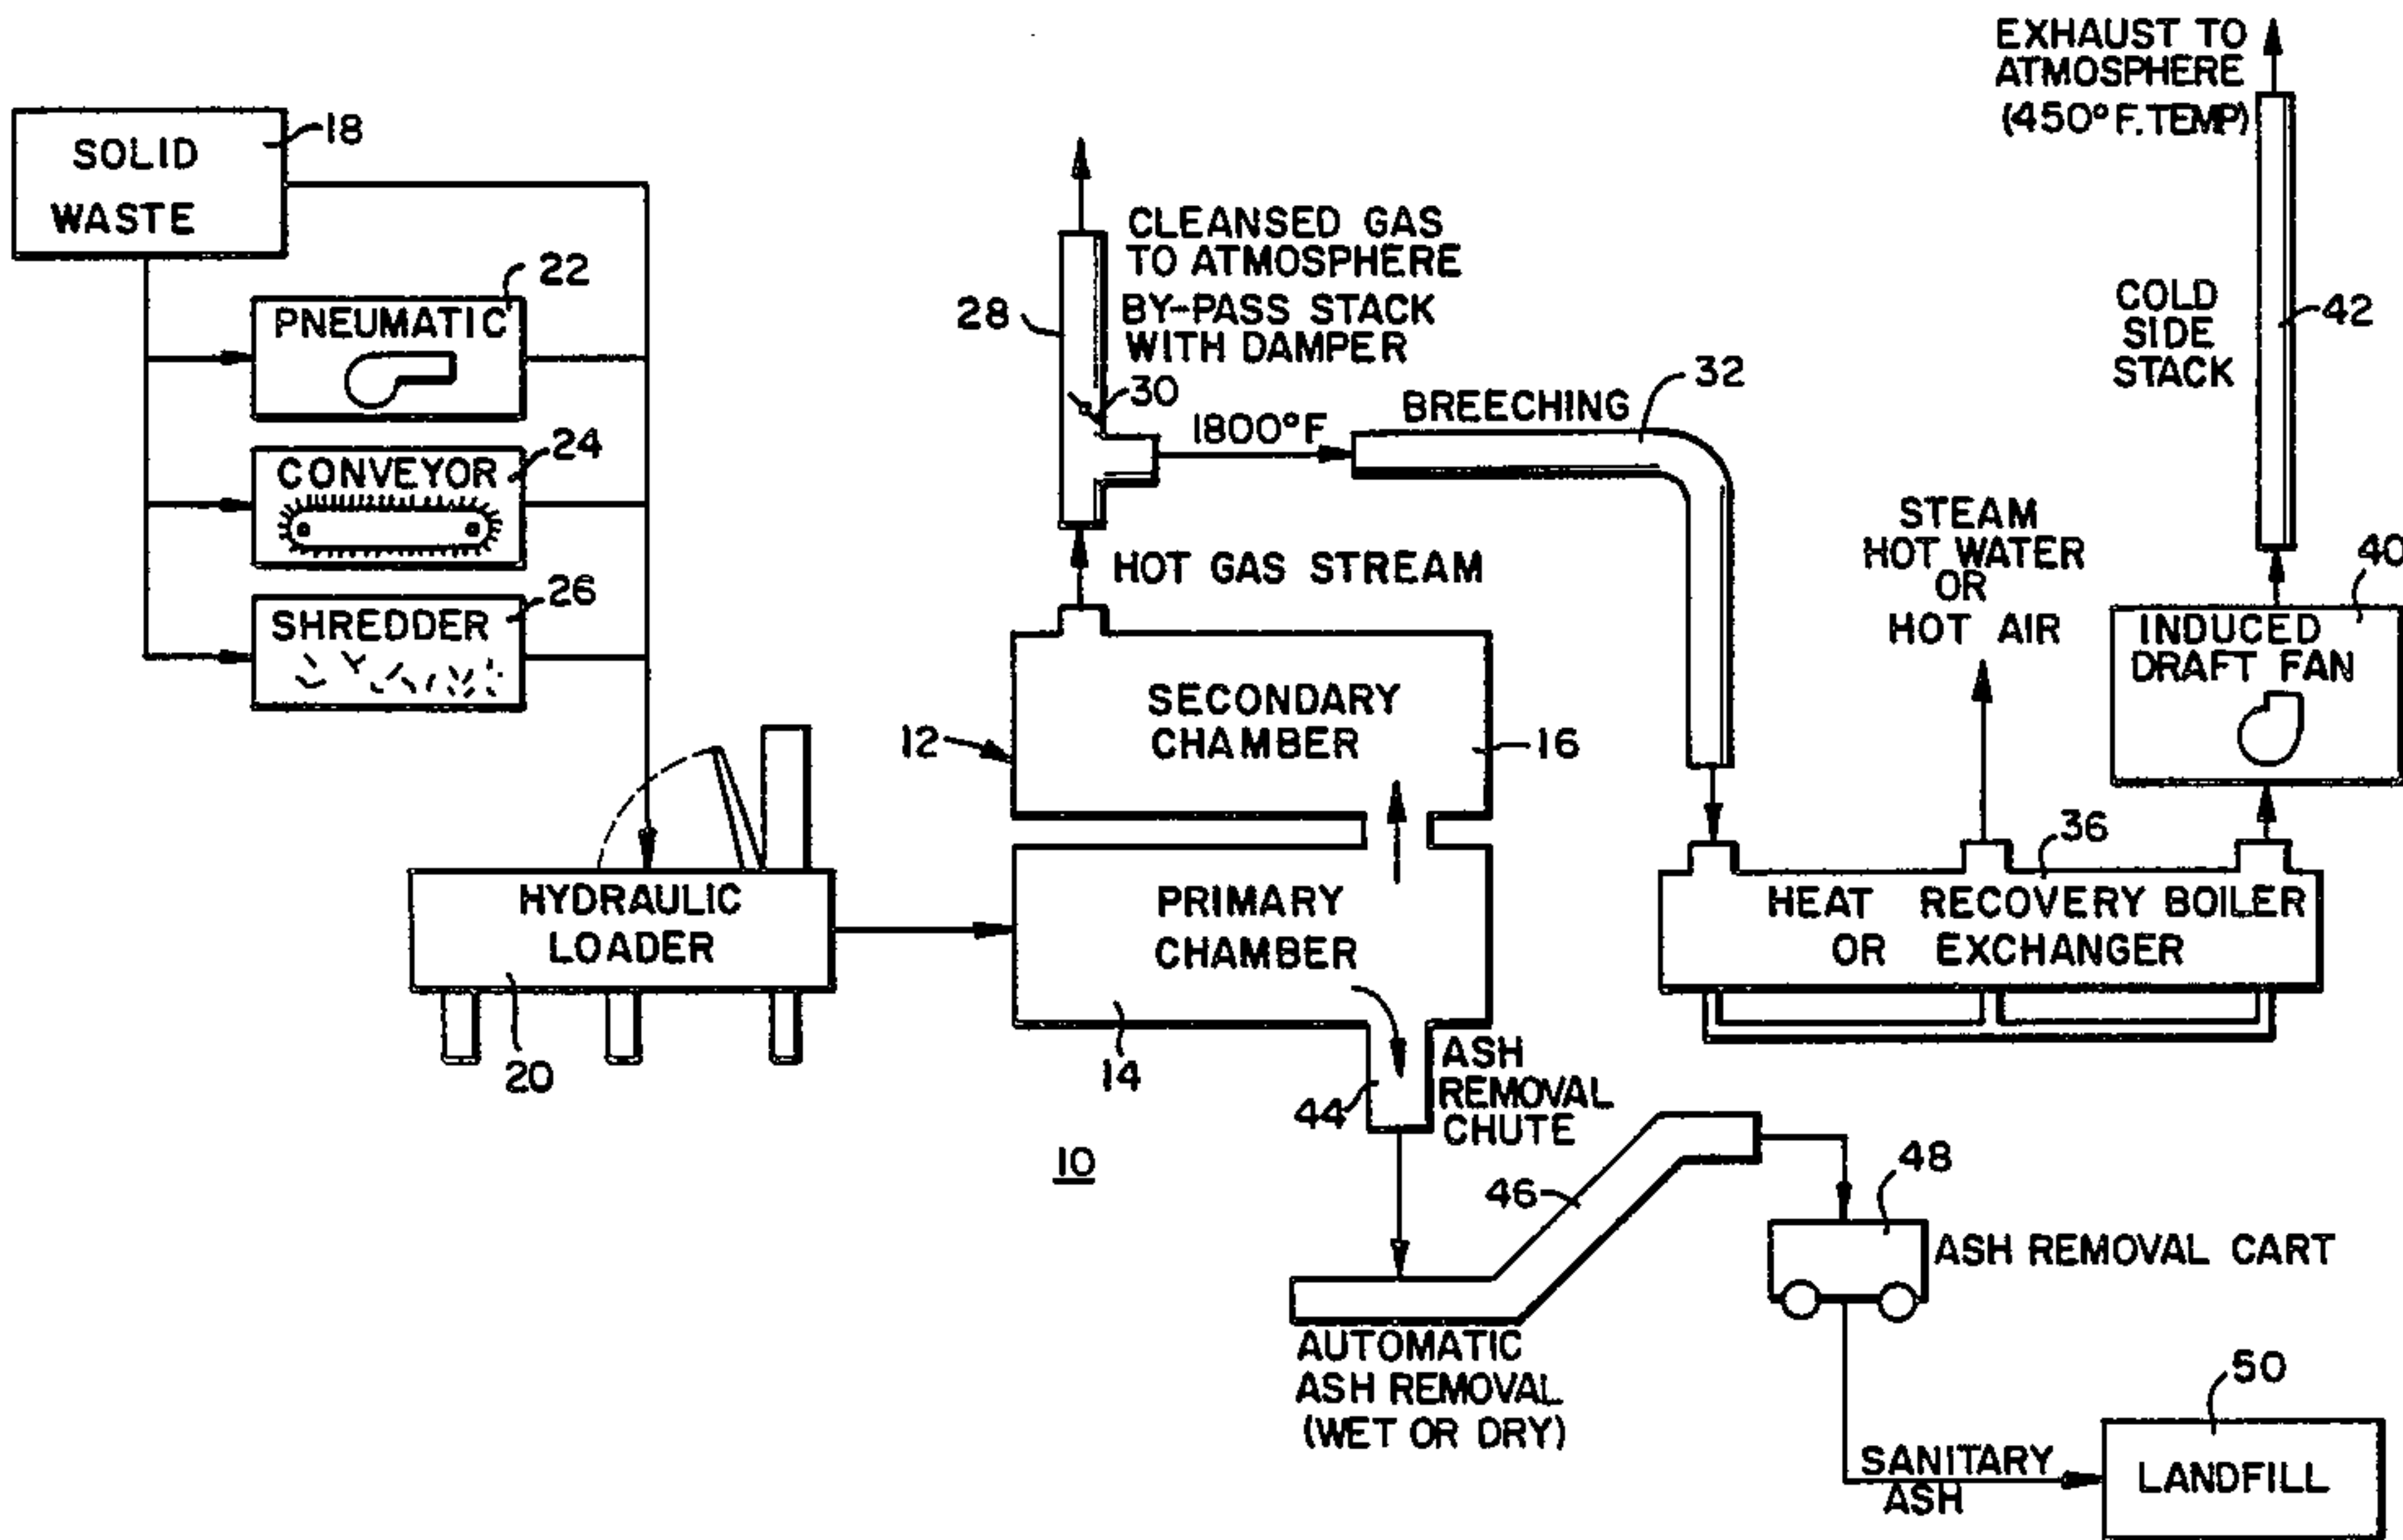 EXHAUST TO
ATMOSPHERE
(450°F. TEMP)
18
SOLID
WASTE
22
PNEUMATIC
24
CONVEYOR
26
SHREDDER
CLEANSED GAS
TO ATMOSPHERE
28
BY-PASS STACK
WITH DAMPER
30
1800°F
BREECHING
32
COLD
SIDE
STACK
42
HOT GAS STREAM
STEAM
HOT WATER
OR
HOT AIR
40
INDUCED
DRAFT FAN
12
SECONDARY
CHAMBER
16
HYDRAULIC
LOADER
20
PRIMARY
CHAMBER
14
36
HEAT RECOVERY BOILER
OR EXCHANGER
44
ASH
REMOVAL
CHUTE
10
46
48
ASH REMOVAL CART
AUTOMATIC
ASH REMOVAL
(WET OR DRY)
50
SANITARY
ASH
LANDFILL